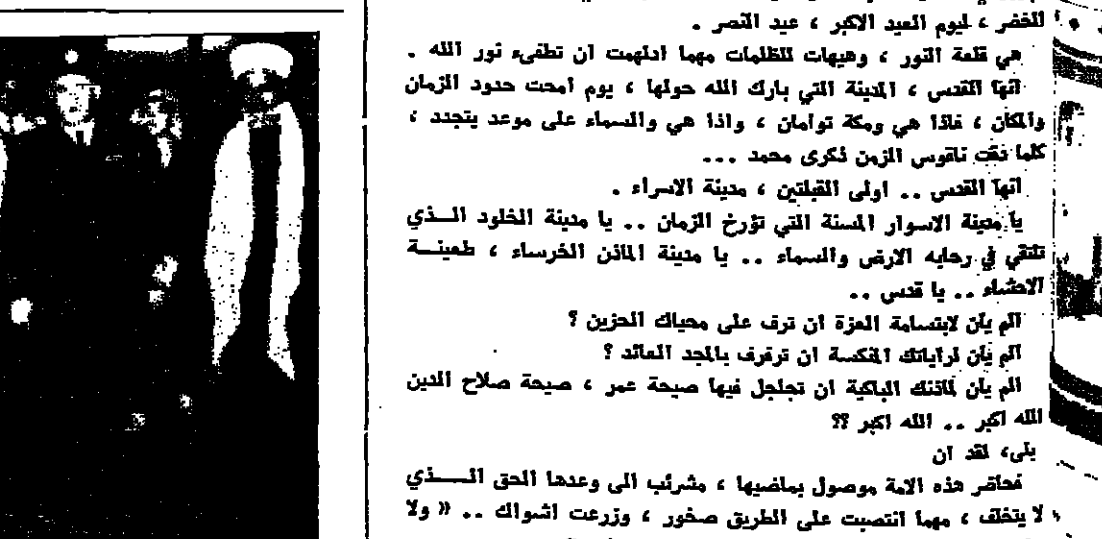 الخضر ، ليوم العيد الاكبر ، عيد النصر .
هي قلعة النور ، وهيهات للظلمات مهما ادلهمت ان تطفىء نور الله .
انها القدس ، المدينة التي بارك الله حولها ، يوم امحت حدود الزمان
والمكان ، فاذا هي ومكة توامان ، واذا هي والسماء على موعد يتجدد ،
كلما دقت ناقوس الزمن ذكرى محمد ...
انها القدس .. اولى القبلتين ، مدينة الاسراء .
يا مدينة الاسوار المسنة التي تؤرخ الزمان .. يا مدينة الخلود الـــذي
تلتقي في رحابه الارض والسماء .. يا مدينة المآذن الخرساء ، طعينـــة
الاحشاء .. يا قدس ..
الم يان لابتسامة العزة ان ترف على محياك الحزين ؟
الم يان لراياتك المنكسة ان ترفرف بالمجد العائد ؟
الم يان لمآذنك الباكية ان تجلجل فيها صيحة عمر ، صيحة صلاح الدين
الله اكبر .. الله اكبر ؟؟
بلى، لقد ان
فحاضر هذه الامة موصول بماضيها ، مشرئب الى وعدها الحق الــــذي
لا يتخلف ، مهما انتصبت على الطريق صخور ، وزرعت اشواك .. « ولا